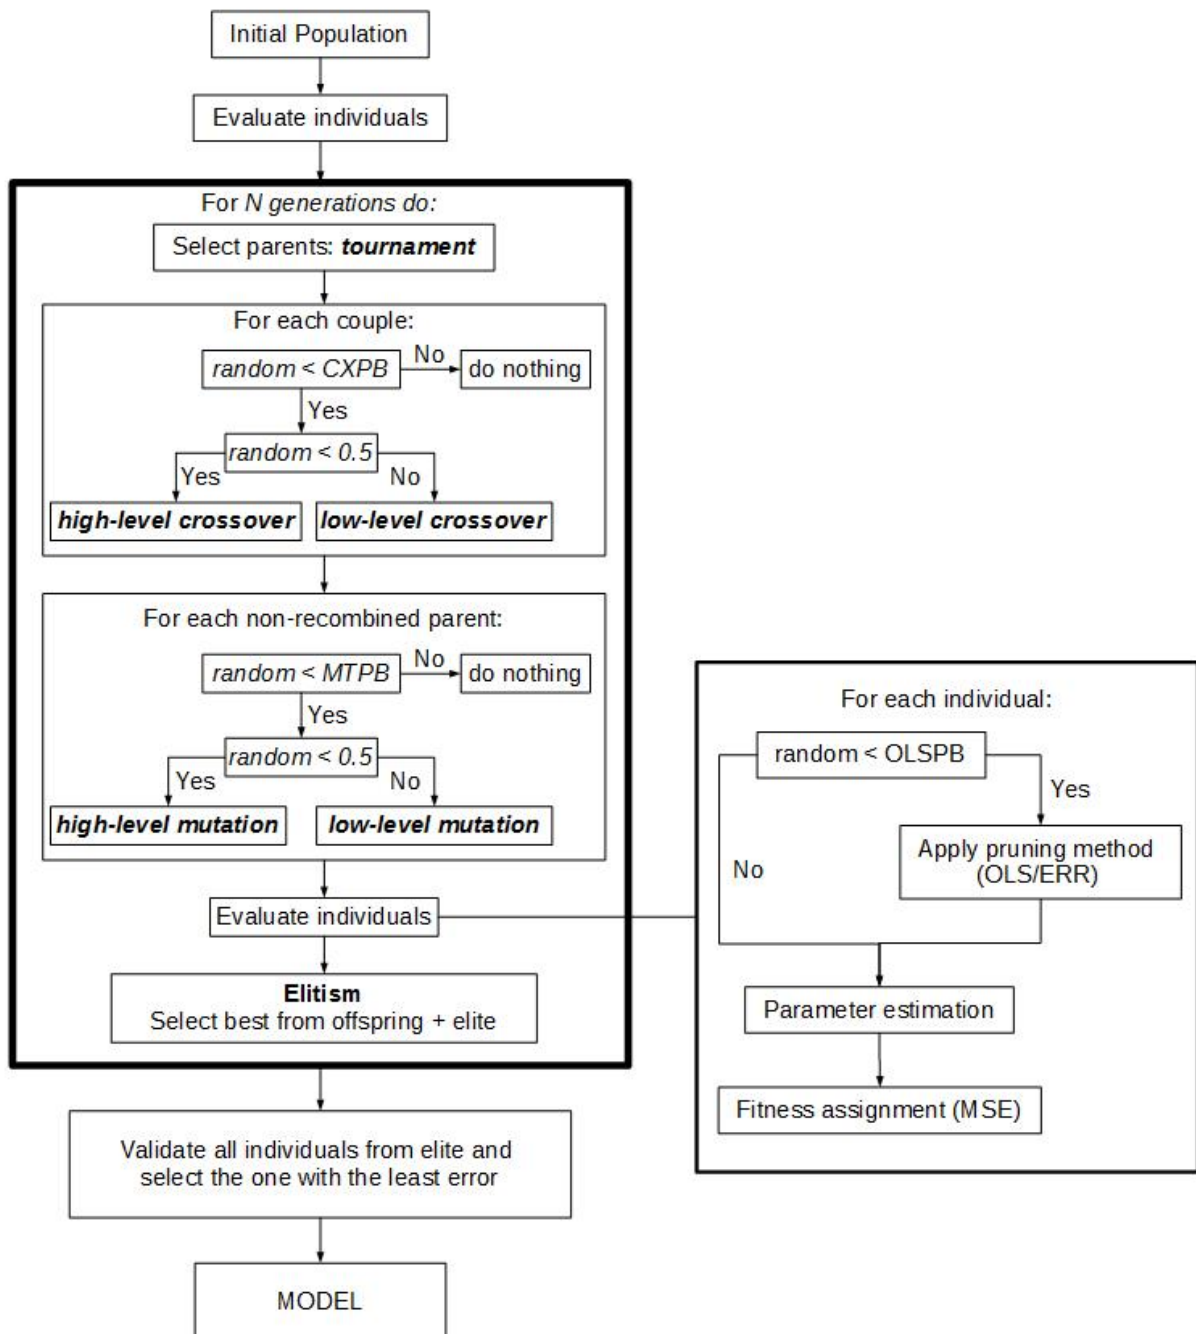 Initial Population
Evaluate individuals
For N generations do:
Select parents: tournament
For each couple:
random < CXPB
No
do nothing
Yes
random < 0.5
Yes
No
high-level crossover
low-level crossover
For each non-recombined parent:
random < MTPB
No
do nothing
Yes
random < 0.5
Yes
No
high-level mutation
low-level mutation
Evaluate individuals
Elitism
Select best from offspring + elite
Validate all individuals from elite and
select the one with the least error
MODEL
For each individual:
random < OLSPB
Yes
No
Apply pruning method
(OLS/ERR)
Parameter estimation
Fitness assignment (MSE)